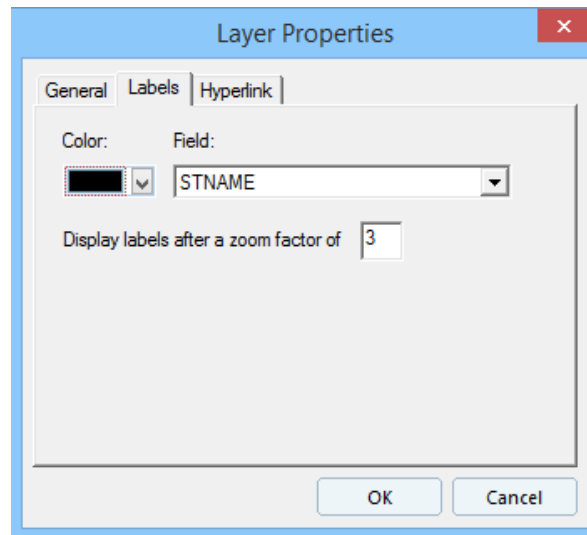 Layer Properties
General Labels Hyperlink
Color: Field:
STNAME
Display labels after a zoom factor of 3
OK Cancel